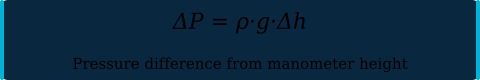 ΔP = ρ·g·Δh
Pressure difference from manometer height